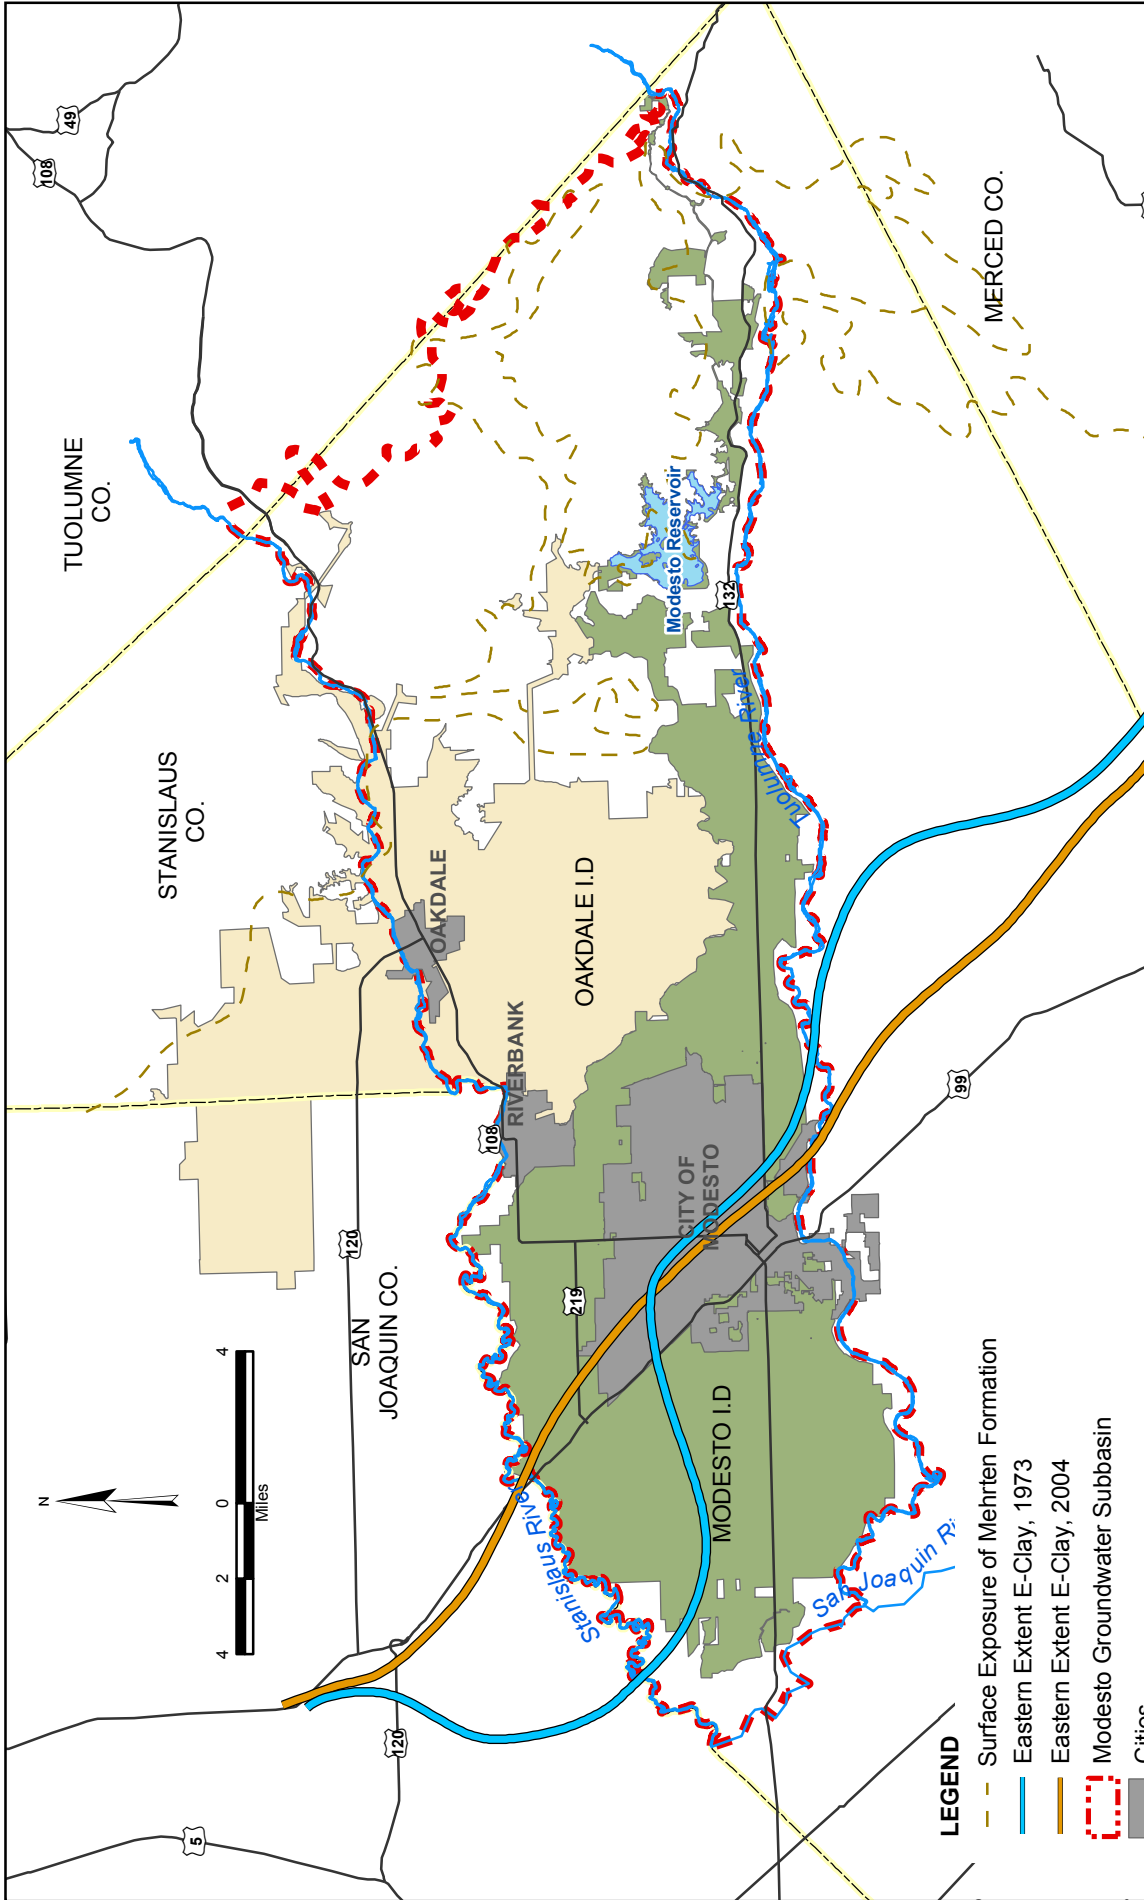 49
108
TUOLUMNE
CO.
STANISLAUS
CO.
MERCED CO.
Modesto Reservoir
132
Tuolumne River
OAKDALE
OAKDALE I.D
RIVERBANK
108
99
CITY OF
MODESTO
120
SAN
JOAQUIN CO.
219
N
4
2
0
4
Miles
MODESTO I.D
Stanislaus River
San Joaquin Ri
120
5
LEGEND
Surface Exposure of Mehrten Formation
Eastern Extent E-Clay, 1973
Eastern Extent E-Clay, 2004
Modesto Groundwater Subbasin
Cities